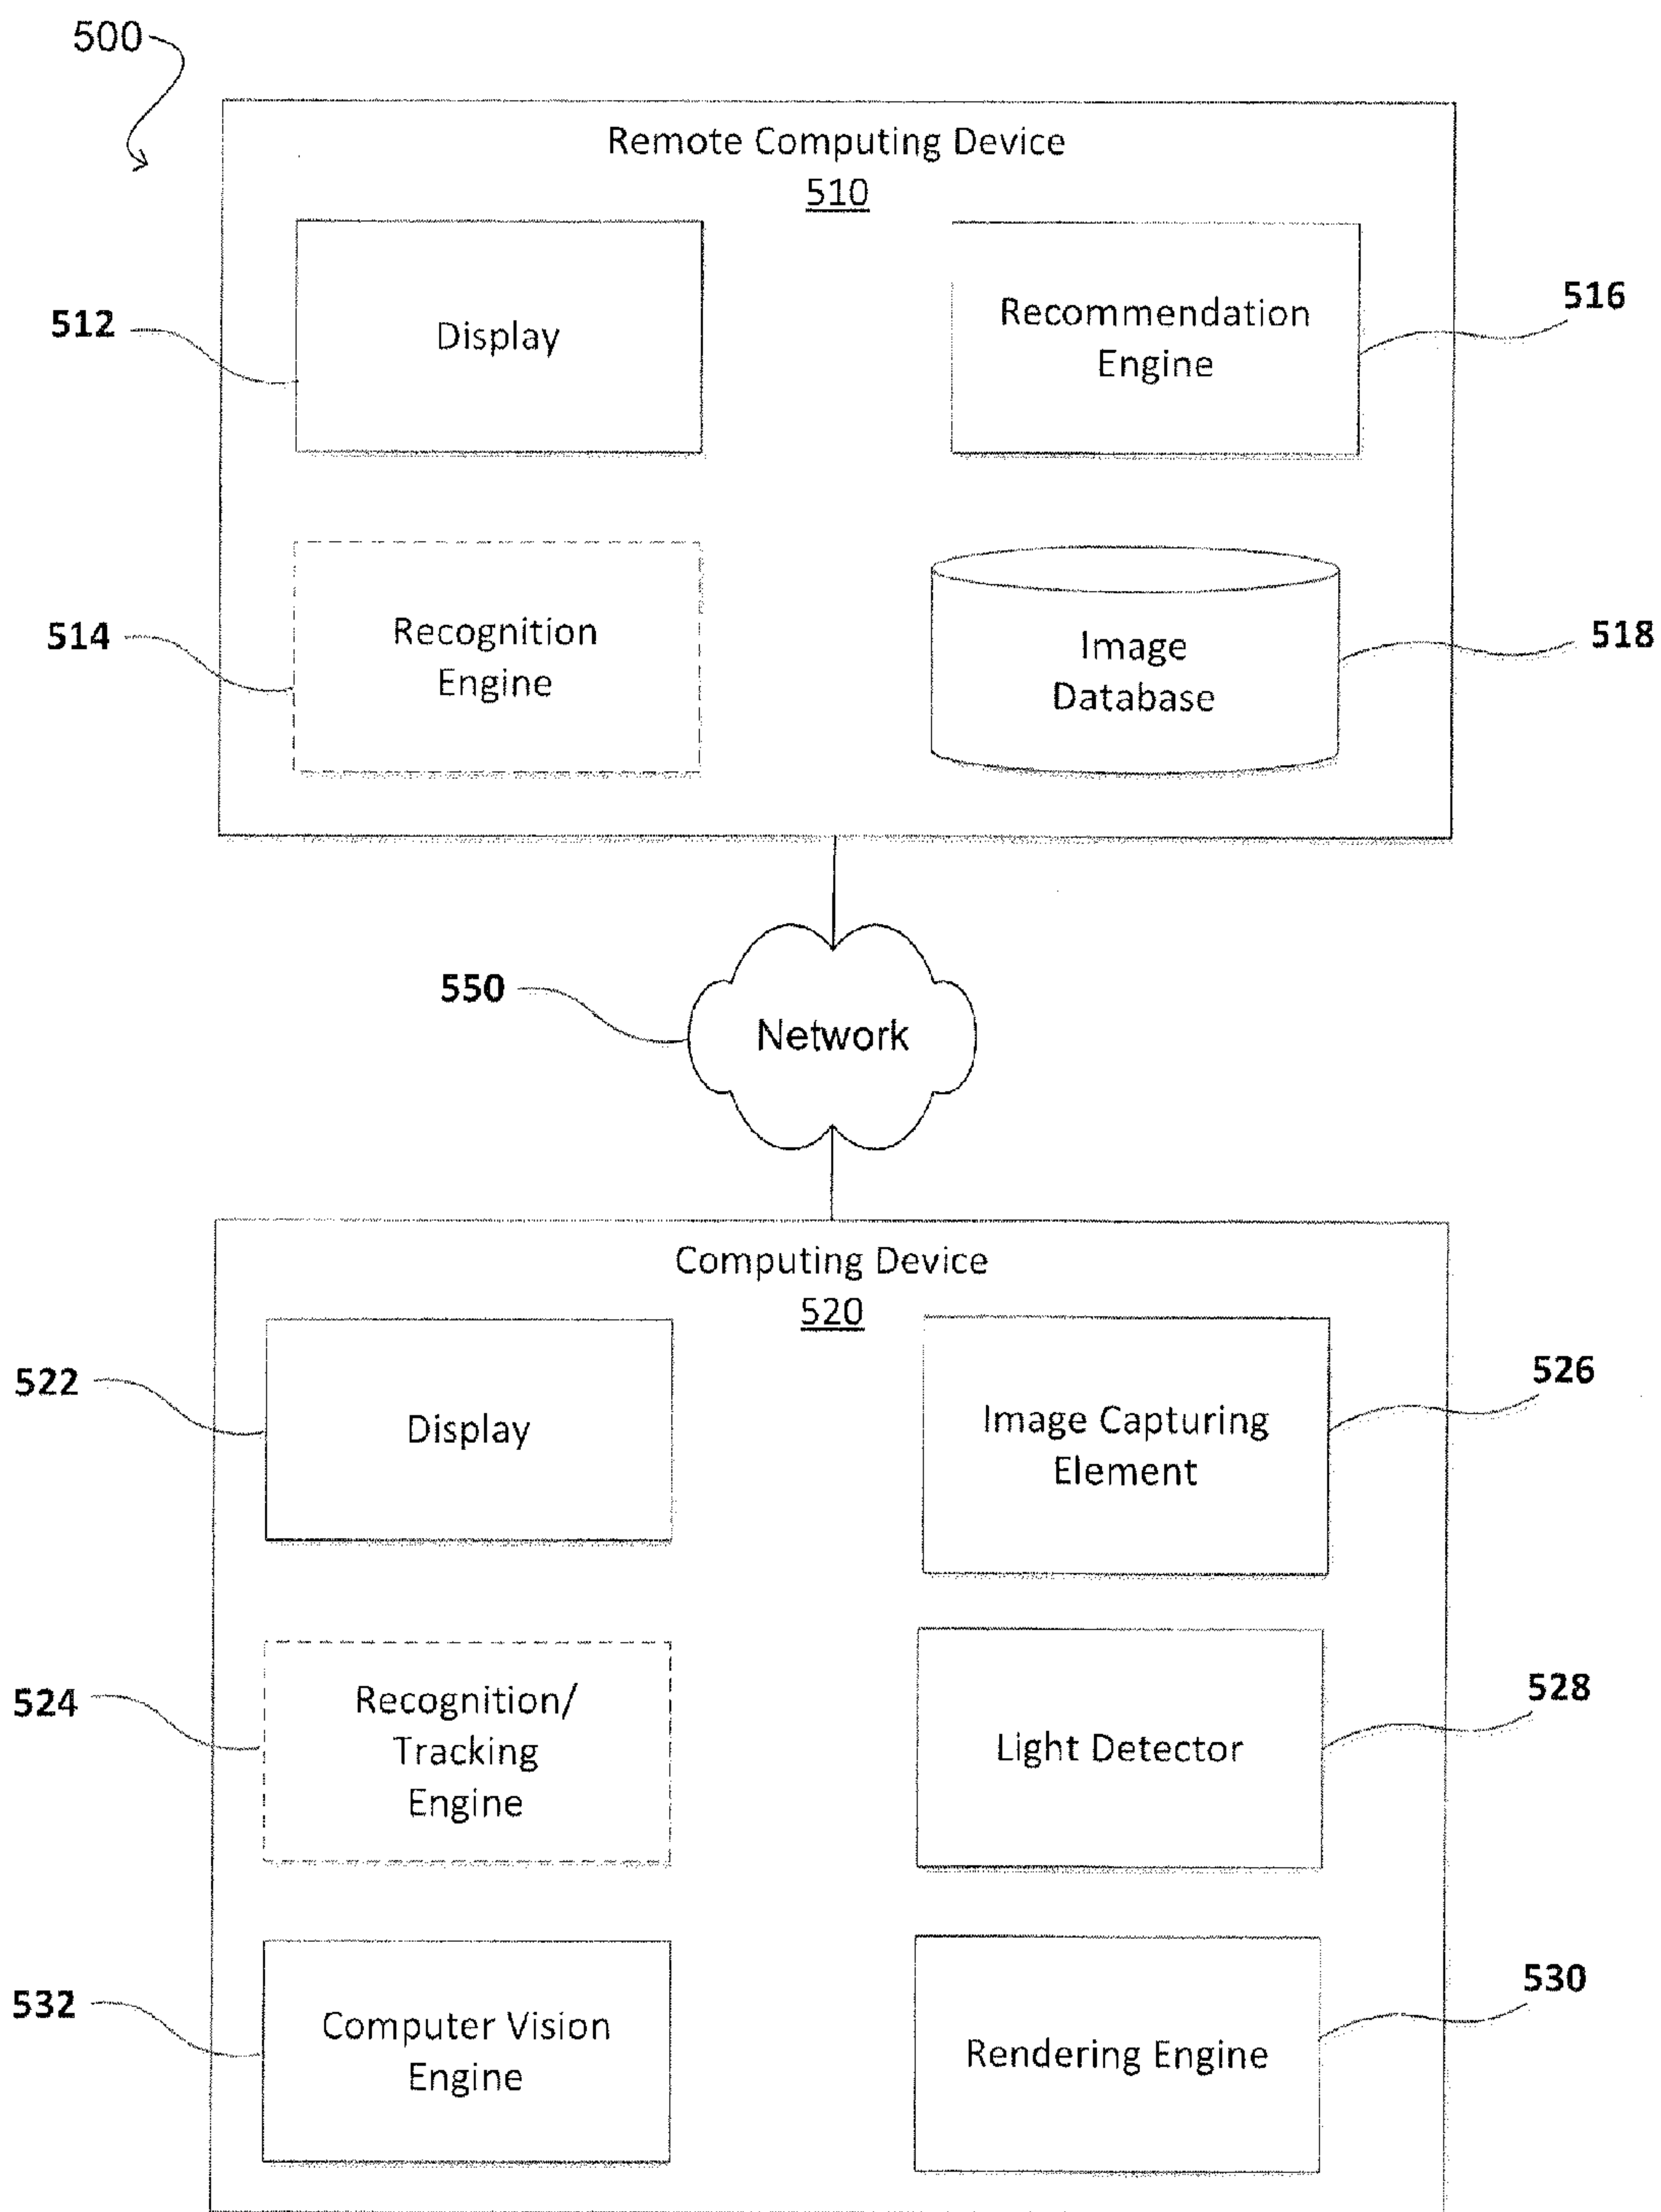 500
Remote Computing Device
510
512
Display
Recommendation
Engine
516
514
Recognition
Engine
Image
Database
518
550
Network
Computing Device
520
522
Display
Image Capturing
Element
526
524
Recognition/
Tracking
Engine
Light Detector
528
532
Computer Vision
Engine
Rendering Engine
530